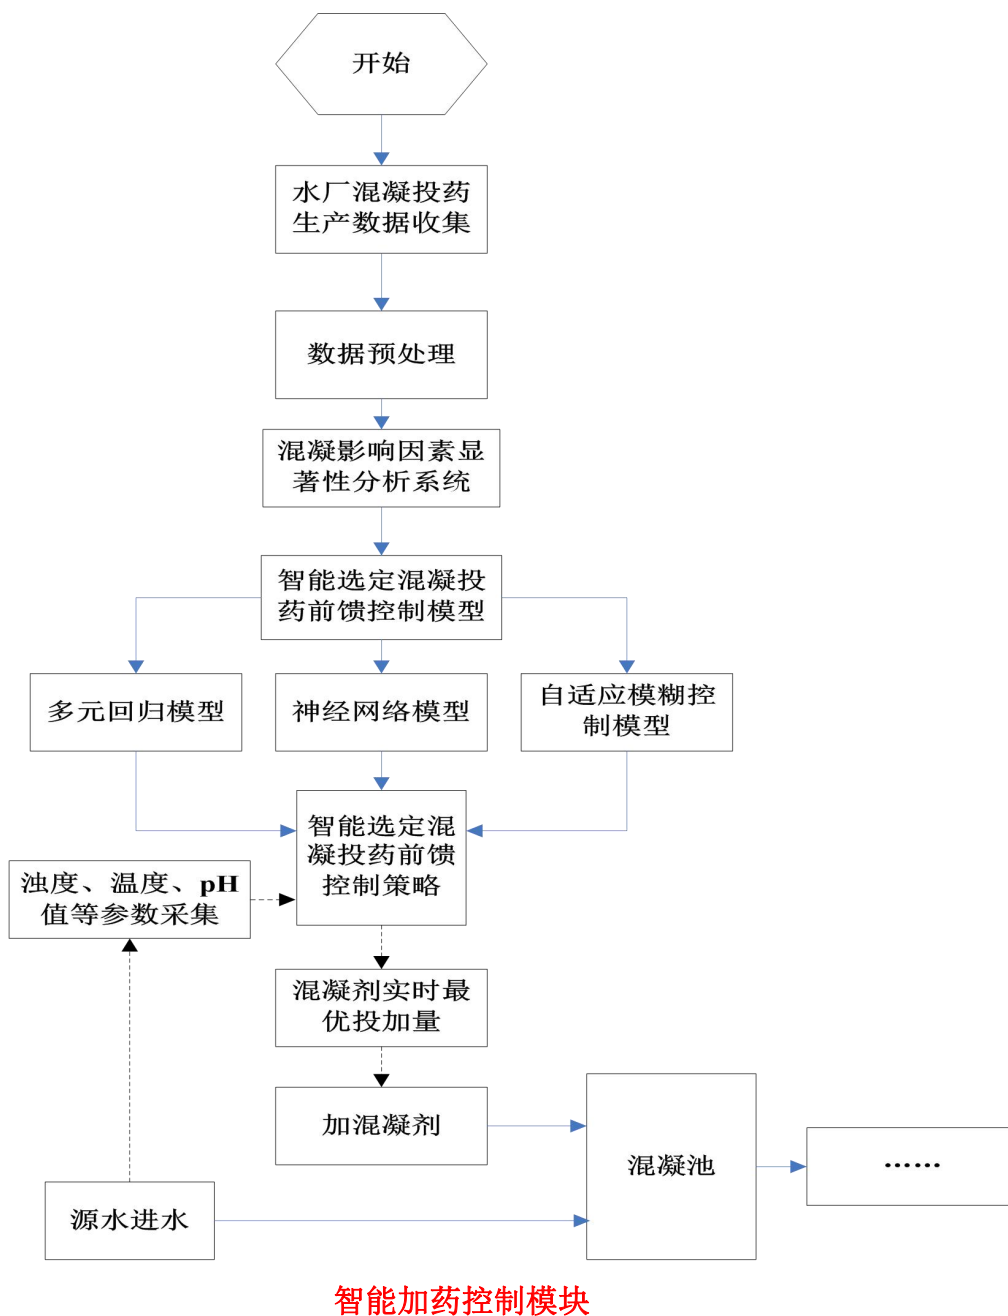 开始
水厂混凝投药
生产数据收集
数据预处理
混凝影响因素显
著性分析系统
智能选定混凝投
药前馈控制模型
多元回归模型
神经网络模型
自适应模糊控
制模型
智能选定混
凝投药前馈
控制策略
浊度、温度、pH
值等参数采集
混凝剂实时最
优投加量
加混凝剂
混凝池
……
源水进水
智能加药控制模块